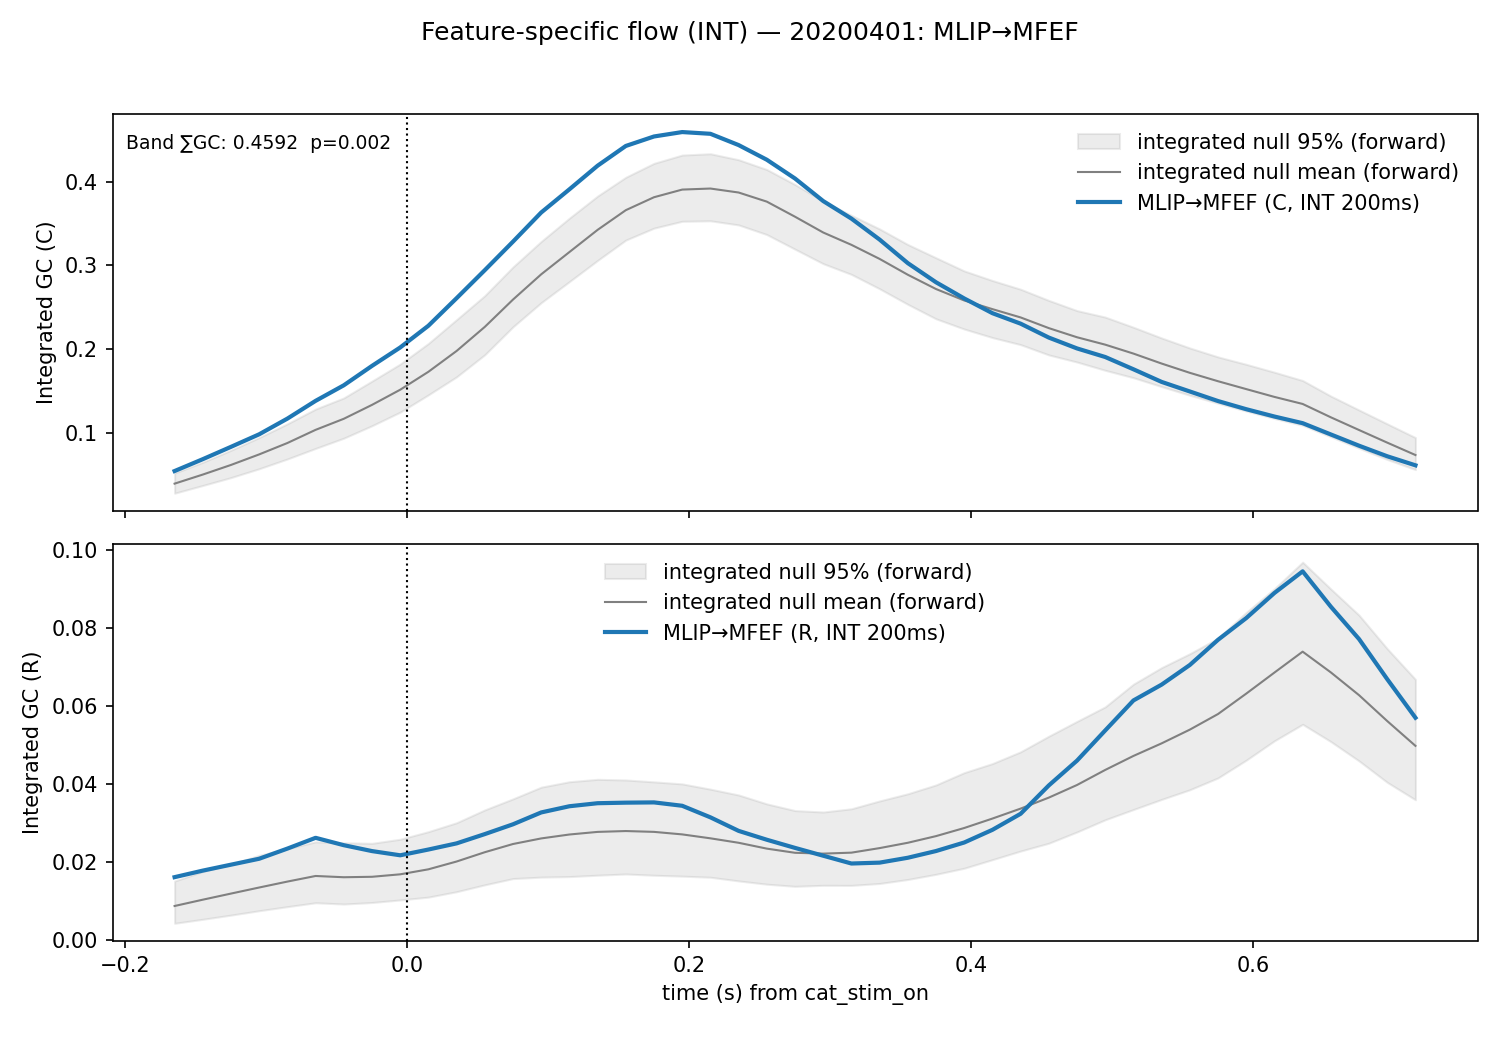 Feature-specific flow (INT) — 20200401: MLIP→MFEF
Band ∑GC: 0.4592  p=0.002
integrated null 95% (forward)
integrated null mean (forward)
MLIP→MFEF (C, INT 200ms)
Integrated GC (C)
0.4
0.3
0.2
0.1
integrated null 95% (forward)
integrated null mean (forward)
MLIP→MFEF (R, INT 200ms)
Integrated GC (R)
0.10
0.08
0.06
0.04
0.02
0.00
−0.2 0.0 0.2 0.4 0.6
time (s) from cat_stim_on